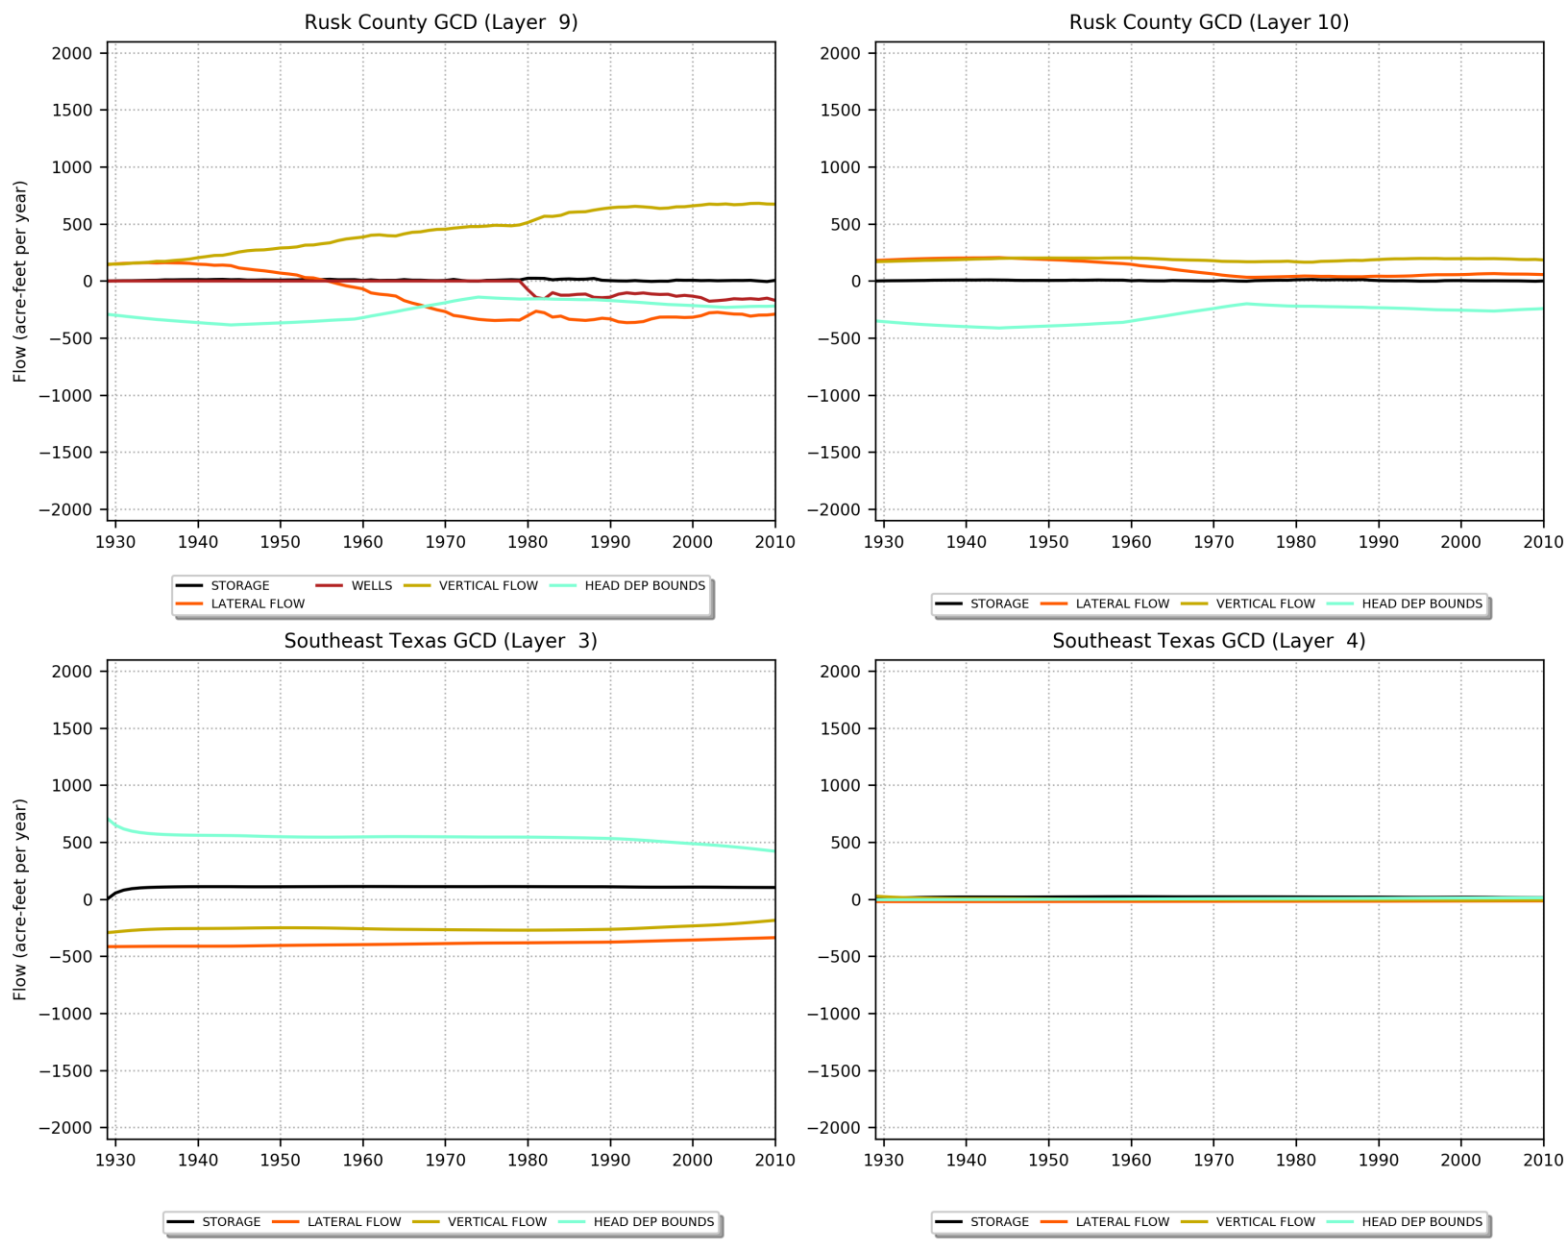 Rusk County GCD (Layer  9)
Flow (acre-feet per year)
2000
1500
1000
500
0
−500
−1000
−1500
−2000
1930 1940 1950 1960 1970 1980 1990 2000 2010
STORAGE WELLS VERTICAL FLOW HEAD DEP BOUNDS
LATERAL FLOW
Rusk County GCD (Layer 10)
2000
1500
1000
500
0
−500
−1000
−1500
−2000
1930 1940 1950 1960 1970 1980 1990 2000 2010
STORAGE LATERAL FLOW VERTICAL FLOW HEAD DEP BOUNDS
Southeast Texas GCD (Layer  3)
Flow (acre-feet per year)
2000
1500
1000
500
0
−500
−1000
−1500
−2000
1930 1940 1950 1960 1970 1980 1990 2000 2010
STORAGE LATERAL FLOW VERTICAL FLOW HEAD DEP BOUNDS
Southeast Texas GCD (Layer  4)
2000
1500
1000
500
0
−500
−1000
−1500
−2000
1930 1940 1950 1960 1970 1980 1990 2000 2010
STORAGE LATERAL FLOW VERTICAL FLOW HEAD DEP BOUNDS